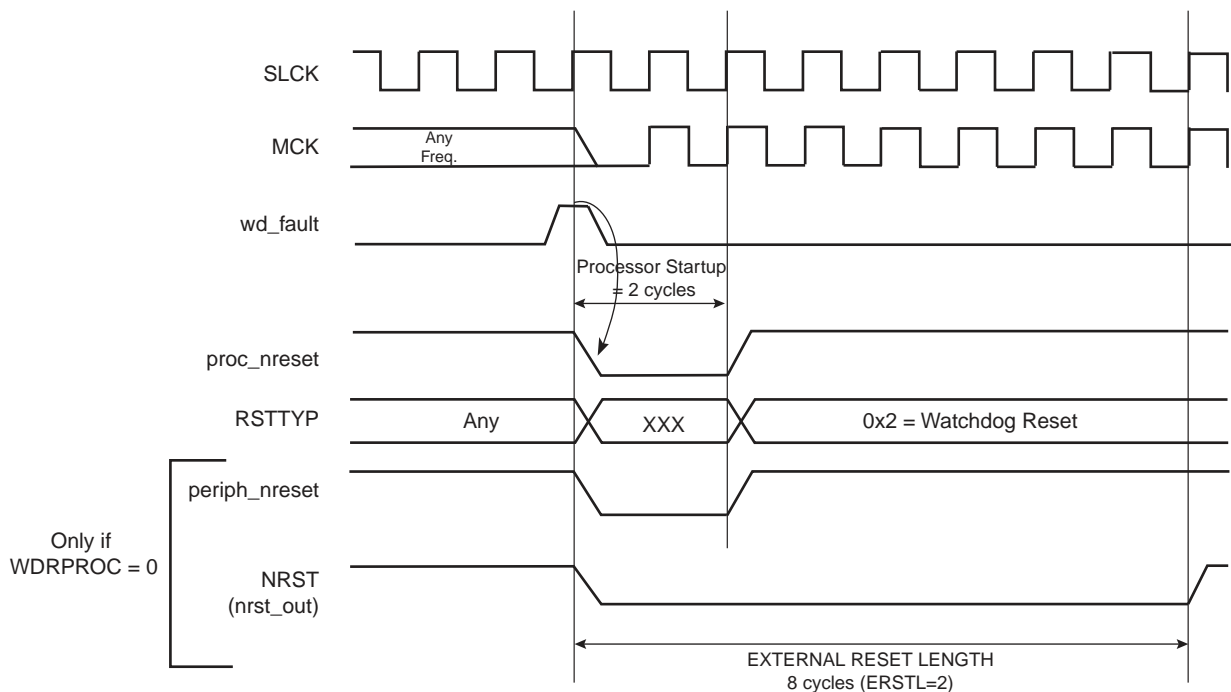 SLCK
MCK
Any
Freq.
wd_fault
Processor Startup
= 2 cycles
proc_nreset
RSTTYP
Any
XXX
0x2 = Watchdog Reset
periph_nreset
Only if
WDRPROC = 0
NRST
(nrst_out)
EXTERNAL RESET LENGTH
8 cycles (ERSTL=2)